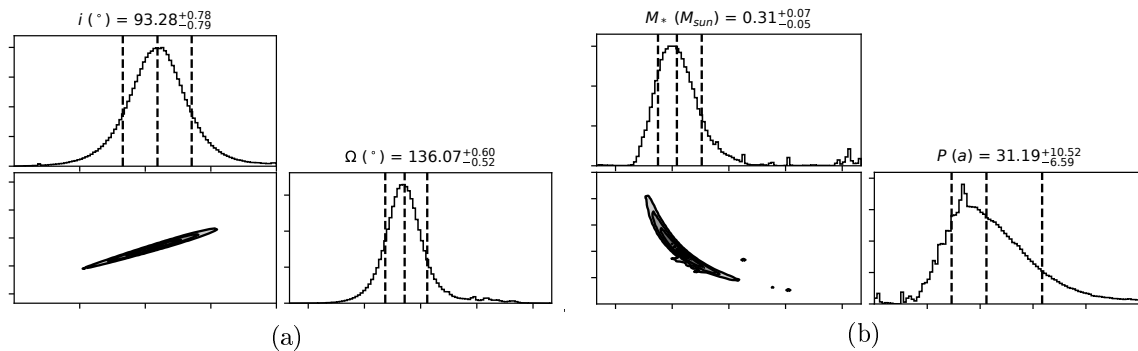 i (°) = 93.28+0.78 −0.79
Ω (°) = 136.07+0.60 −0.52
(a)
M* (Msun) = 0.31+0.07 −0.05
P (a) = 31.19+10.52 −6.59
(b)